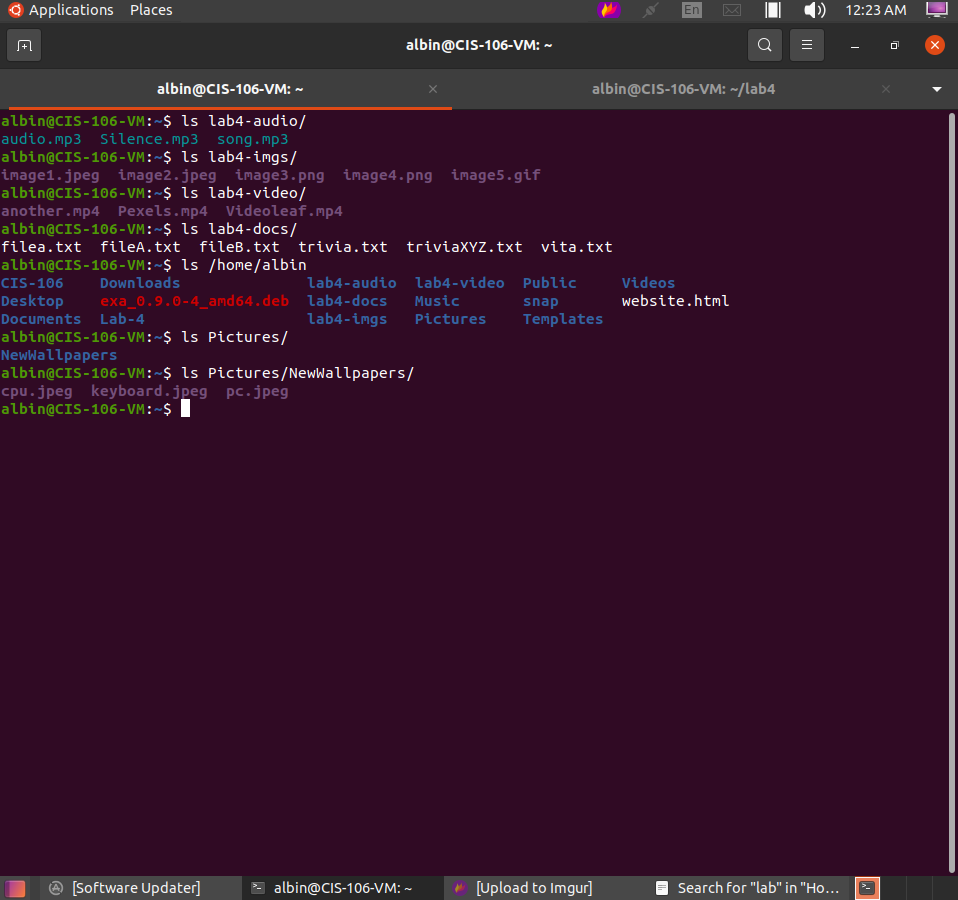 Applications Places En 12:23 AM
albin@CIS-106-VM: ~
albin@CIS-106-VM: ~ albin@CIS-106-VM: ~/lab4
albin@CIS-106-VM:~$ ls lab4-audio/
audio.mp3 Silence.mp3 song.mp3
albin@CIS-106-VM:~$ ls lab4-imgs/
image1.jpeg image2.jpeg image3.png image4.png image5.gif
albin@CIS-106-VM:~$ ls lab4-video/
another.mp4 Pexels.mp4 Videoleaf.mp4
albin@CIS-106-VM:~$ ls lab4-docs/
filea.txt fileA.txt fileB.txt trivia.txt triviaXYZ.txt vita.txt
albin@CIS-106-VM:~$ ls /home/albin
CIS-106 Downloads lab4-audio lab4-video Public Videos
Desktop exa_0.9.0-4_amd64.deb lab4-docs Music snap website.html
Documents Lab-4 lab4-imgs Pictures Templates
albin@CIS-106-VM:~$ ls Pictures/
NewWallpapers
albin@CIS-106-VM:~$ ls Pictures/NewWallpapers/
cpu.jpeg keyboard.jpeg pc.jpeg
albin@CIS-106-VM:~$
[Software Updater] albin@CIS-106-VM: ~ [Upload to Imgur] Search for "lab" in "Ho...